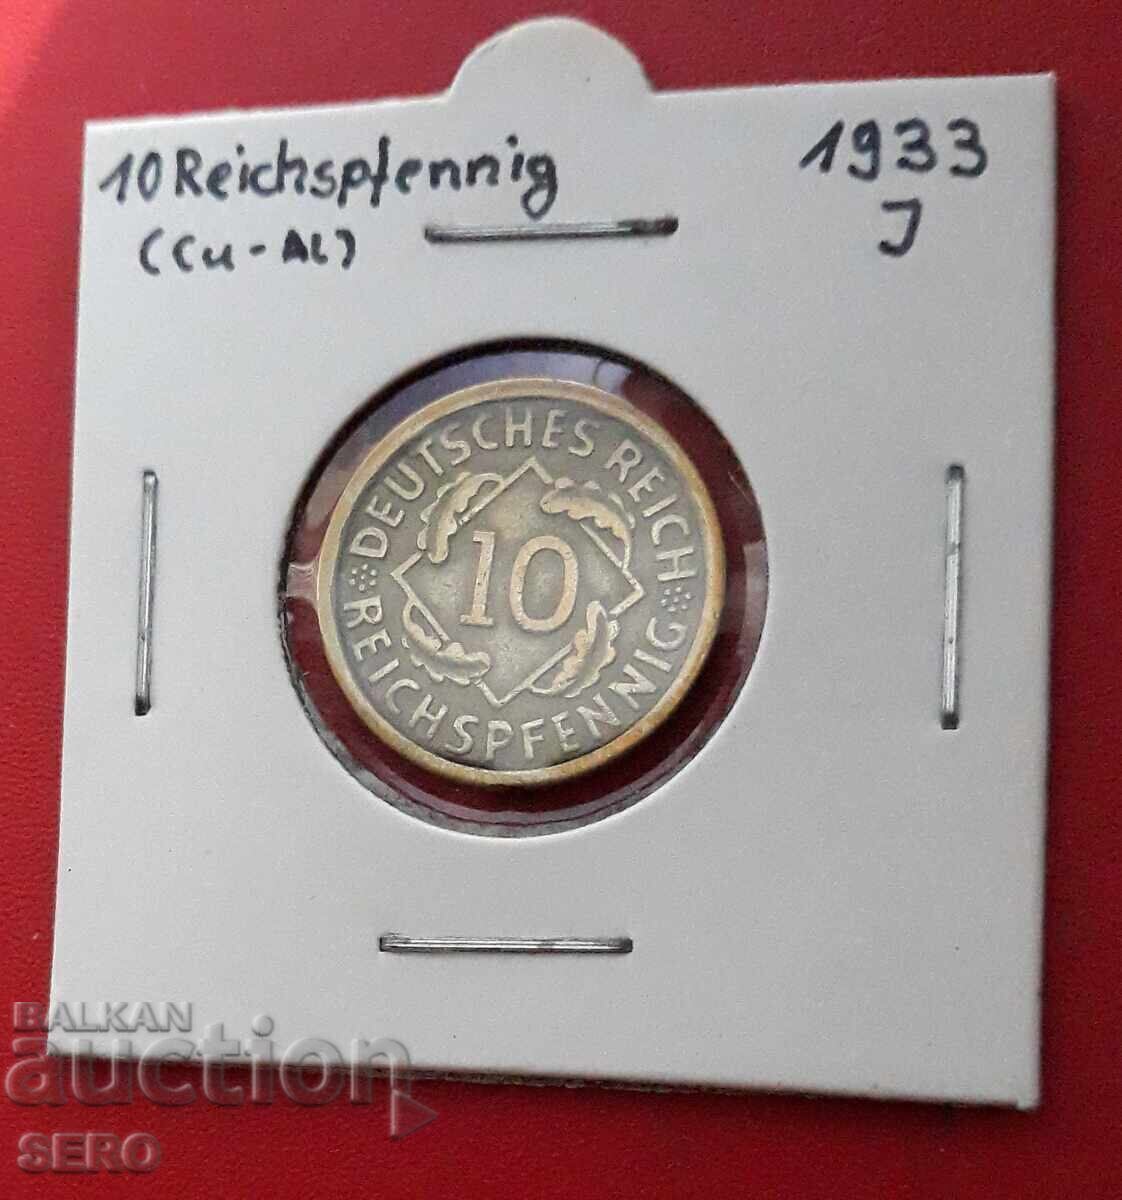 10 Reichspfennig
(Cu-Al)
1933
J
DEUTSCHES REICH
10
REICHSPFENNIG
BALKAN
auction
SERO